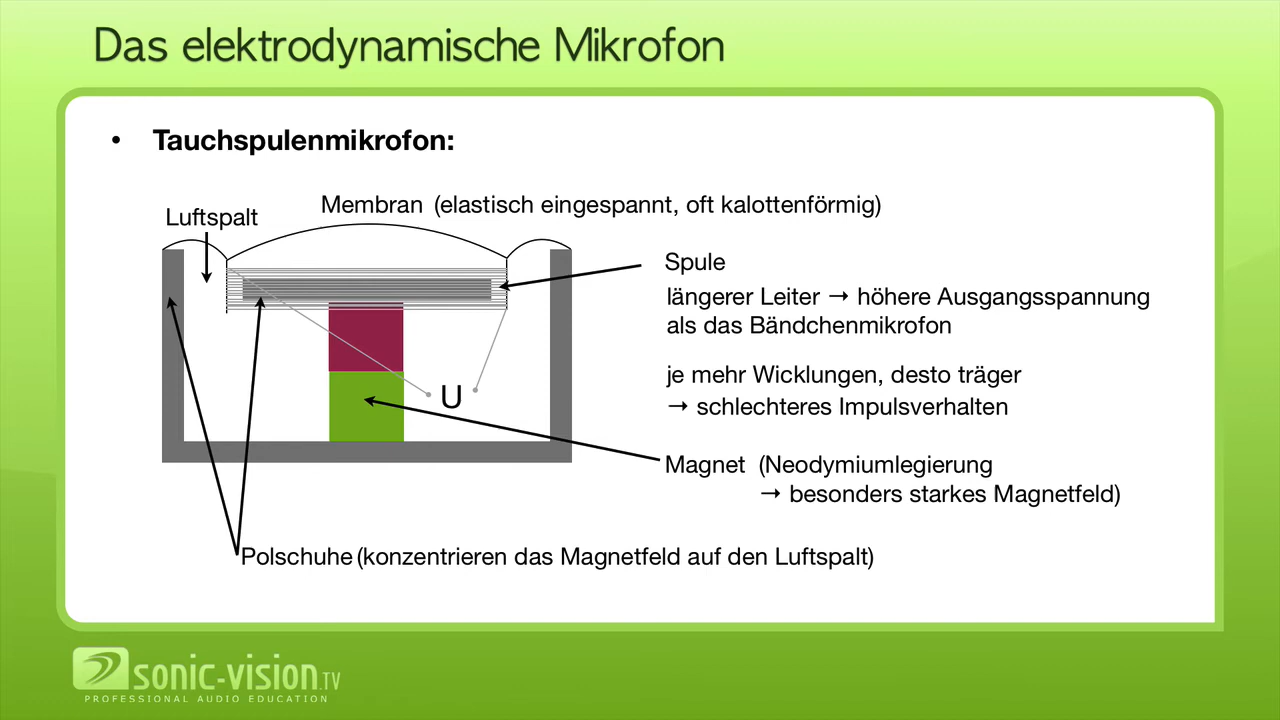 Das elektrodynamische Mikrofon
• Tauchspulenmikrofon:
Luftspalt
Membran (elastisch eingespannt, oft kalottenförmig)
Spule
längerer Leiter → höhere Ausgangsspannung
als das Bändchenmikrofon
je mehr Wicklungen, desto träger
→ schlechteres Impulsverhalten
U
Magnet (Neodymiumlegierung
→ besonders starkes Magnetfeld)
Polschuhe (konzentrieren das Magnetfeld auf den Luftspalt)
sonic-vision.TV
PROFESSIONAL AUDIO EDUCATION